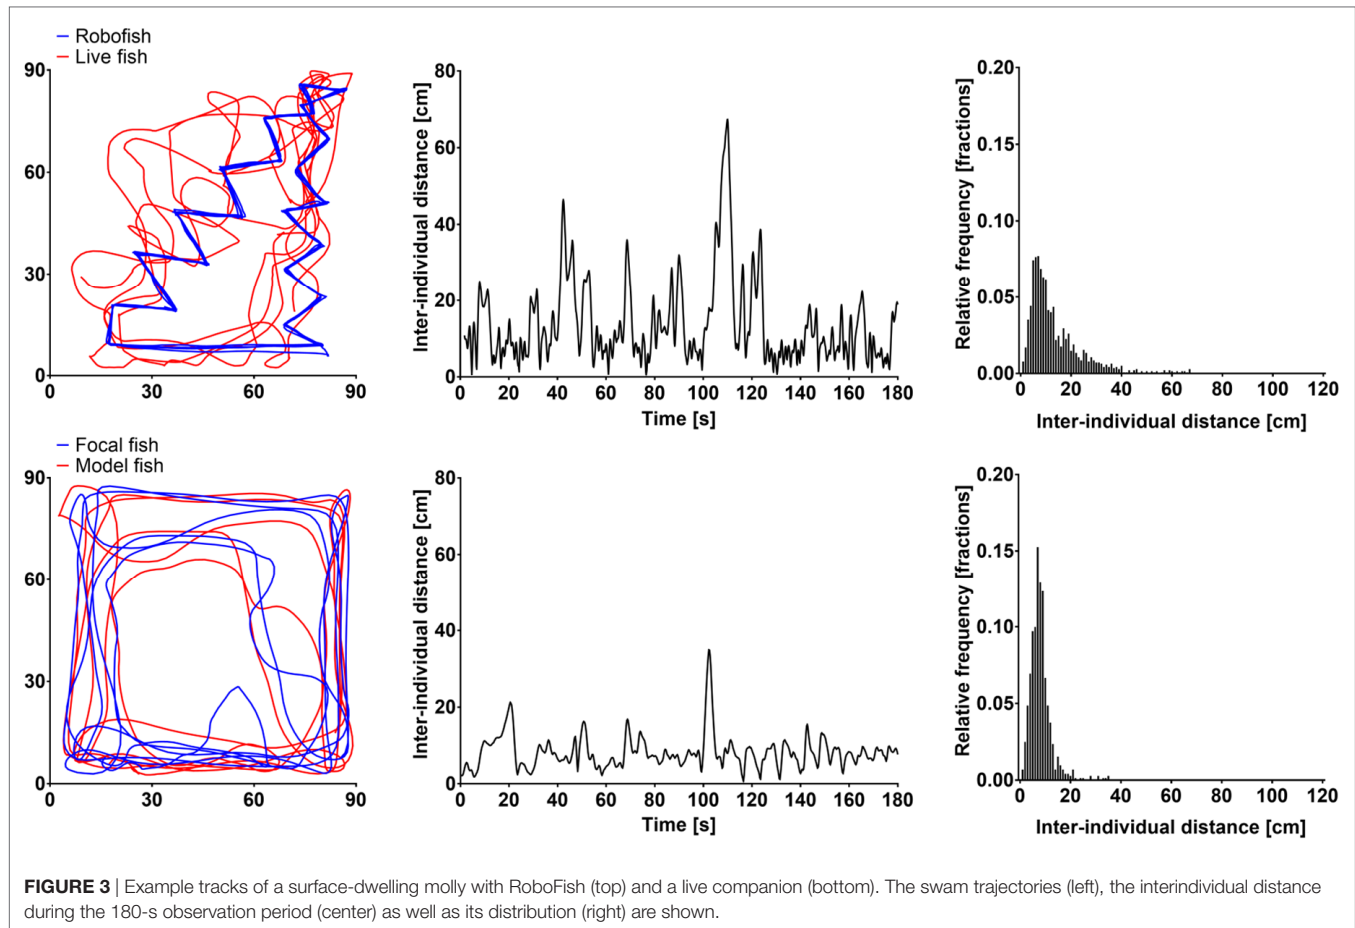 Robofish
Live fish
90
60
30
0
0 30 60 90
Inter-individual distance [cm]
80
60
40
20
0
0 20 40 60 80 100 120 140 160 180
Time [s]
Relative frequency [fractions]
0.20
0.15
0.10
0.05
0.00
0 20 40 60 80 100 120
Inter-individual distance [cm]
Focal fish
Model fish
90
60
30
0
0 30 60 90
Inter-individual distance [cm]
80
60
40
20
0
0 20 40 60 80 100 120 140 160 180
Time [s]
Relative frequency [fractions]
0.20
0.15
0.10
0.05
0.00
0 20 40 60 80 100 120
Inter-individual distance [cm]
FIGURE 3 | Example tracks of a surface-dwelling molly with RoboFish (top) and a live companion (bottom). The swam trajectories (left), the interindividual distance
during the 180-s observation period (center) as well as its distribution (right) are shown.